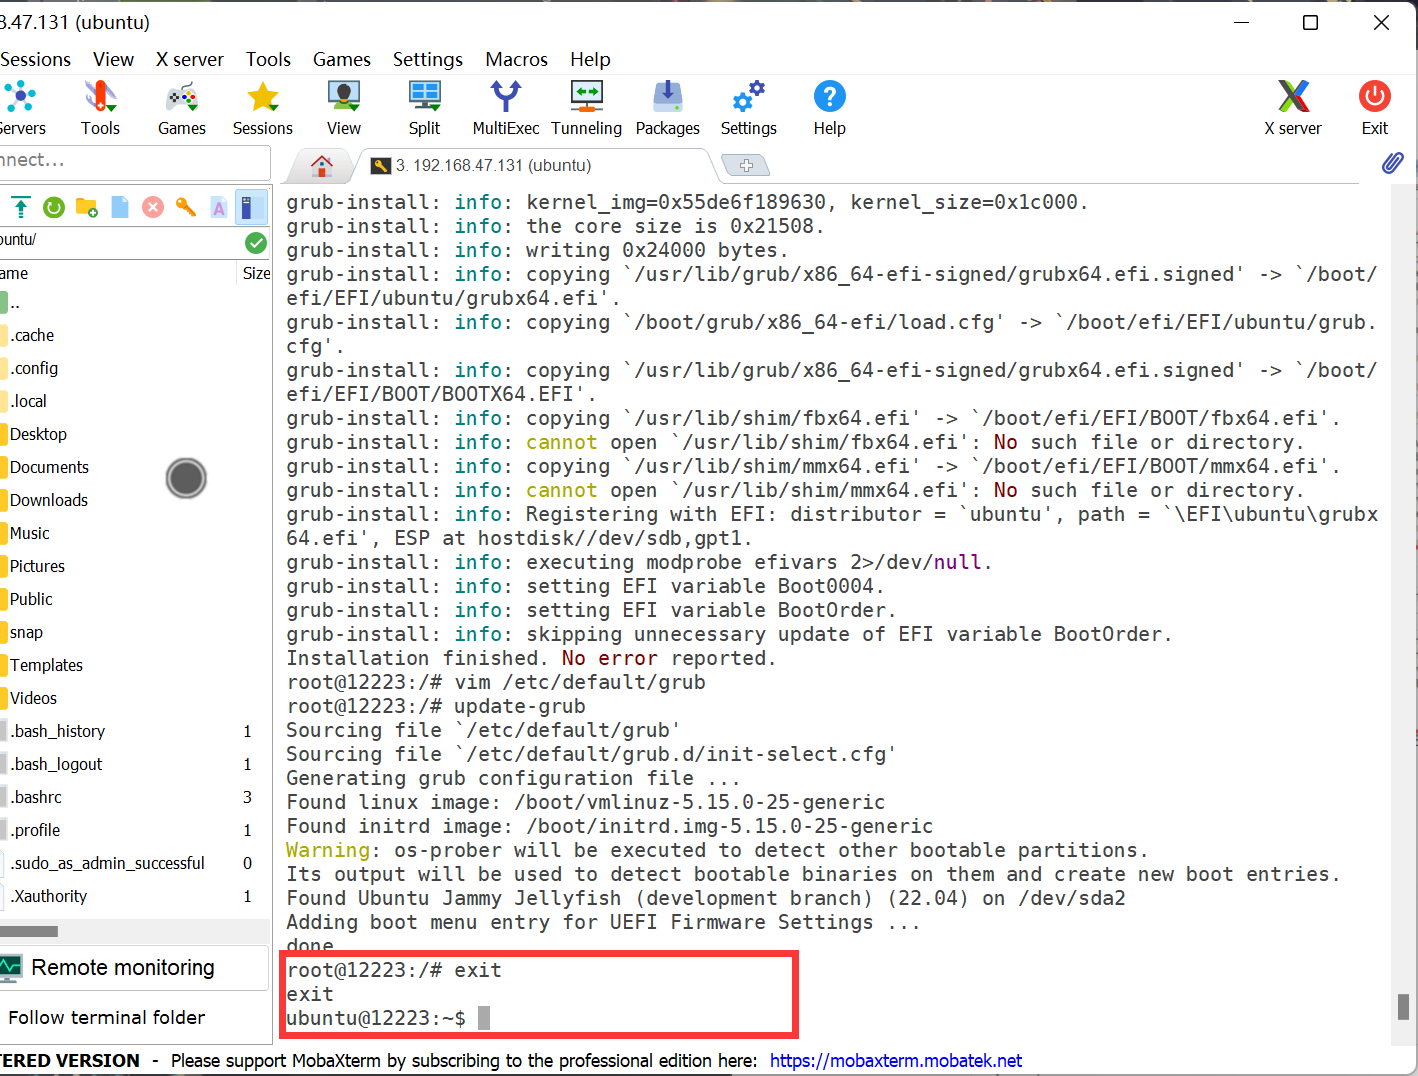 8.47.131 (ubuntu)
Sessions View X server Tools Games Settings Macros Help
Servers Tools Games Sessions View Split MultiExec Tunneling Packages Settings Help X server Exit
nnect...
3. 192.168.47.131 (ubuntu)
buntu/
ame Size
..
.cache
.config
.local
Desktop
Documents
Downloads
Music
Pictures
Public
snap
Templates
Videos
.bash_history 1
.bash_logout 1
.bashrc 3
.profile 1
.sudo_as_admin_successful 0
.Xauthority 1
Remote monitoring
Follow terminal folder
grub-install: info: kernel_img=0x55de6f189630, kernel_size=0x1c000.
grub-install: info: the core size is 0x21508.
grub-install: info: writing 0x24000 bytes.
grub-install: info: copying `/usr/lib/grub/x86_64-efi-signed/grubx64.efi.signed' -> `/boot/
efi/EFI/ubuntu/grubx64.efi'.
grub-install: info: copying `/boot/grub/x86_64-efi/load.cfg' -> `/boot/efi/EFI/ubuntu/grub.
cfg'.
grub-install: info: copying `/usr/lib/grub/x86_64-efi-signed/grubx64.efi.signed' -> `/boot/
efi/EFI/BOOT/BOOTX64.EFI'.
grub-install: info: copying `/usr/lib/shim/fbx64.efi' -> `/boot/efi/EFI/BOOT/fbx64.efi'.
grub-install: info: cannot open `/usr/lib/shim/fbx64.efi': No such file or directory.
grub-install: info: copying `/usr/lib/shim/mmx64.efi' -> `/boot/efi/EFI/BOOT/mmx64.efi'.
grub-install: info: cannot open `/usr/lib/shim/mmx64.efi': No such file or directory.
grub-install: info: Registering with EFI: distributor = `ubuntu', path = `\EFI\ubuntu\grubx
64.efi', ESP at hostdisk//dev/sdb,gpt1.
grub-install: info: executing modprobe efivars 2>/dev/null.
grub-install: info: setting EFI variable Boot0004.
grub-install: info: setting EFI variable BootOrder.
grub-install: info: skipping unnecessary update of EFI variable BootOrder.
Installation finished. No error reported.
root@12223:/# vim /etc/default/grub
root@12223:/# update-grub
Sourcing file `/etc/default/grub'
Sourcing file `/etc/default/grub.d/init-select.cfg'
Generating grub configuration file ...
Found linux image: /boot/vmlinuz-5.15.0-25-generic
Found initrd image: /boot/initrd.img-5.15.0-25-generic
Warning: os-prober will be executed to detect other bootable partitions.
Its output will be used to detect bootable binaries on them and create new boot entries.
Found Ubuntu Jammy Jellyfish (development branch) (22.04) on /dev/sda2
Adding boot menu entry for UEFI Firmware Settings ...
done
root@12223:/# exit
exit
ubuntu@12223:~$
TERED VERSION - Please support MobaXterm by subscribing to the professional edition here: https://mobaxterm.mobatek.net